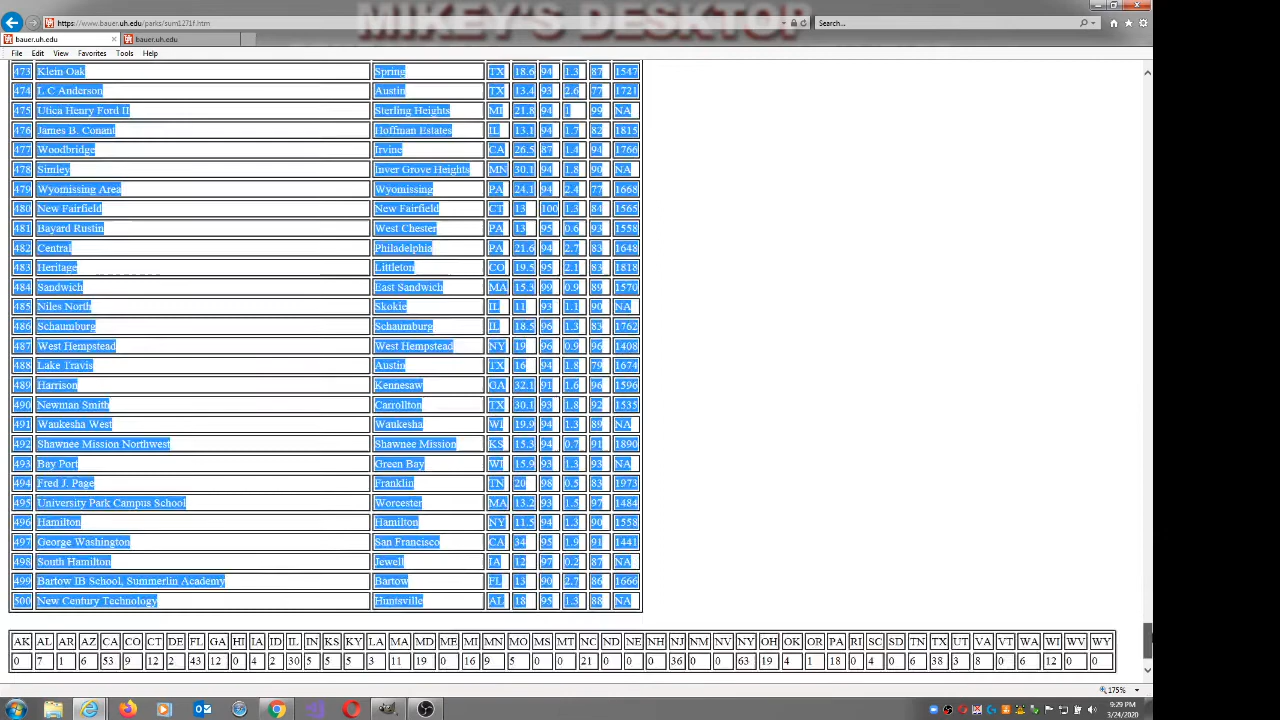 MIKEY'S DESKTOP
https://www.bauer.uh.edu/parks/surn1271f.htm
Search...
bauer.uh.edu
bauer.uh.edu
File Edit View Favorites Tools Help
473 Klein Oak Spring TX 18.6 94 1.3 87 1547
474 L C Anderson Austin TX 13.4 93 2.6 77 1721
475 Utica Henry Ford II Sterling Heights MI 21.8 94 1 99 NA
476 James B. Conant Hoffman Estates IL 13.1 94 1.7 82 1815
477 Woodbridge Irvine CA 26.5 87 1.4 94 1766
478 Simley Inver Grove Heights MN 30.1 94 1.8 90 NA
479 Wyomissing Area Wyomissing PA 24.1 94 2.4 77 1668
480 New Fairfield New Fairfield CT 13 100 1.3 84 1565
481 Bayard Rustin West Chester PA 13 95 0.6 93 1558
482 Central Philadelphia PA 21.6 94 2.7 83 1648
483 Heritage Littleton CO 19.5 95 2.1 83 1818
484 Sandwich East Sandwich MA 15.3 99 0.9 89 1570
485 Niles North Skokie IL 11 93 1.1 90 NA
486 Schaumburg Schaumburg IL 18.5 96 1.3 83 1762
487 West Hempstead West Hempstead NY 19 96 0.9 96 1408
488 Lake Travis Austin TX 16 94 1.8 79 1674
489 Harrison Kennesaw GA 32.1 91 1.6 96 1596
490 Newman Smith Carrollton TX 30.1 93 1.8 92 1535
491 Waukesha West Waukesha WI 19.9 94 1.3 89 NA
492 Shawnee Mission Northwest Shawnee Mission KS 15.3 94 0.7 91 1890
493 Bay Port Green Bay WI 15.9 93 1.3 93 NA
494 Fred J. Page Franklin TN 20 98 0.5 83 1973
495 University Park Campus School Worcester MA 13.2 93 1.5 97 1484
496 Hamilton Hamilton NY 11.5 94 1.3 90 1558
497 George Washington San Francisco CA 34 95 1.9 91 1441
498 South Hamilton Jewell IA 12 97 0.2 87 NA
499 Bartow IB School, Summerlin Academy Bartow FL 13 90 2.7 86 1666
500 New Century Technology Huntsville AL 18 95 1.3 88 NA
AK AL AR AZ CA CO CT DE FL GA HI IA ID IL IN KS KY LA MA MD ME MI MN MO MS MT NC ND NE NH NJ NM NV NY OH OK OR PA RI SC SD TN TX UT VA VT WA WI WV WY
0 7 1 6 53 9 12 2 43 12 0 4 2 30 5 5 5 3 11 19 0 16 9 5 0 0 21 0 0 0 36 0 0 63 19 4 1 18 0 4 0 6 38 3 8 0 6 12 0 0
175%
9:29 PM
3/24/2020